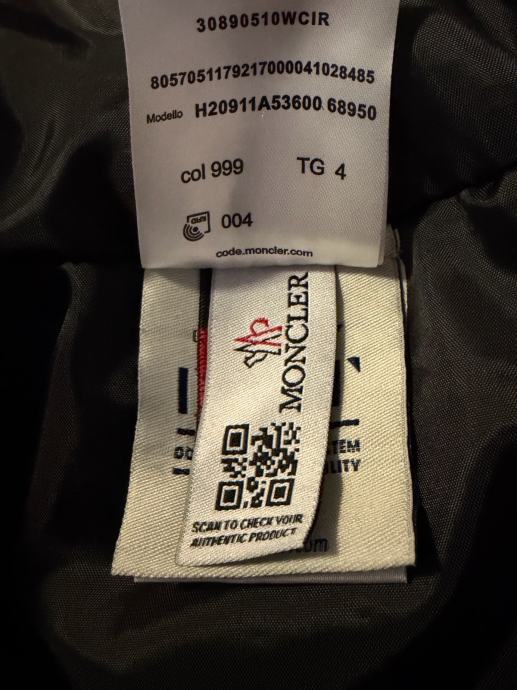 30890510WCIR
8057051179217000041028485
Modello H20911A53600 68950
col 999 TG 4
RFID 004
code.moncler.com
MONCLER
SCAN TO CHECK YOUR
AUTHENTIC PRODUCT